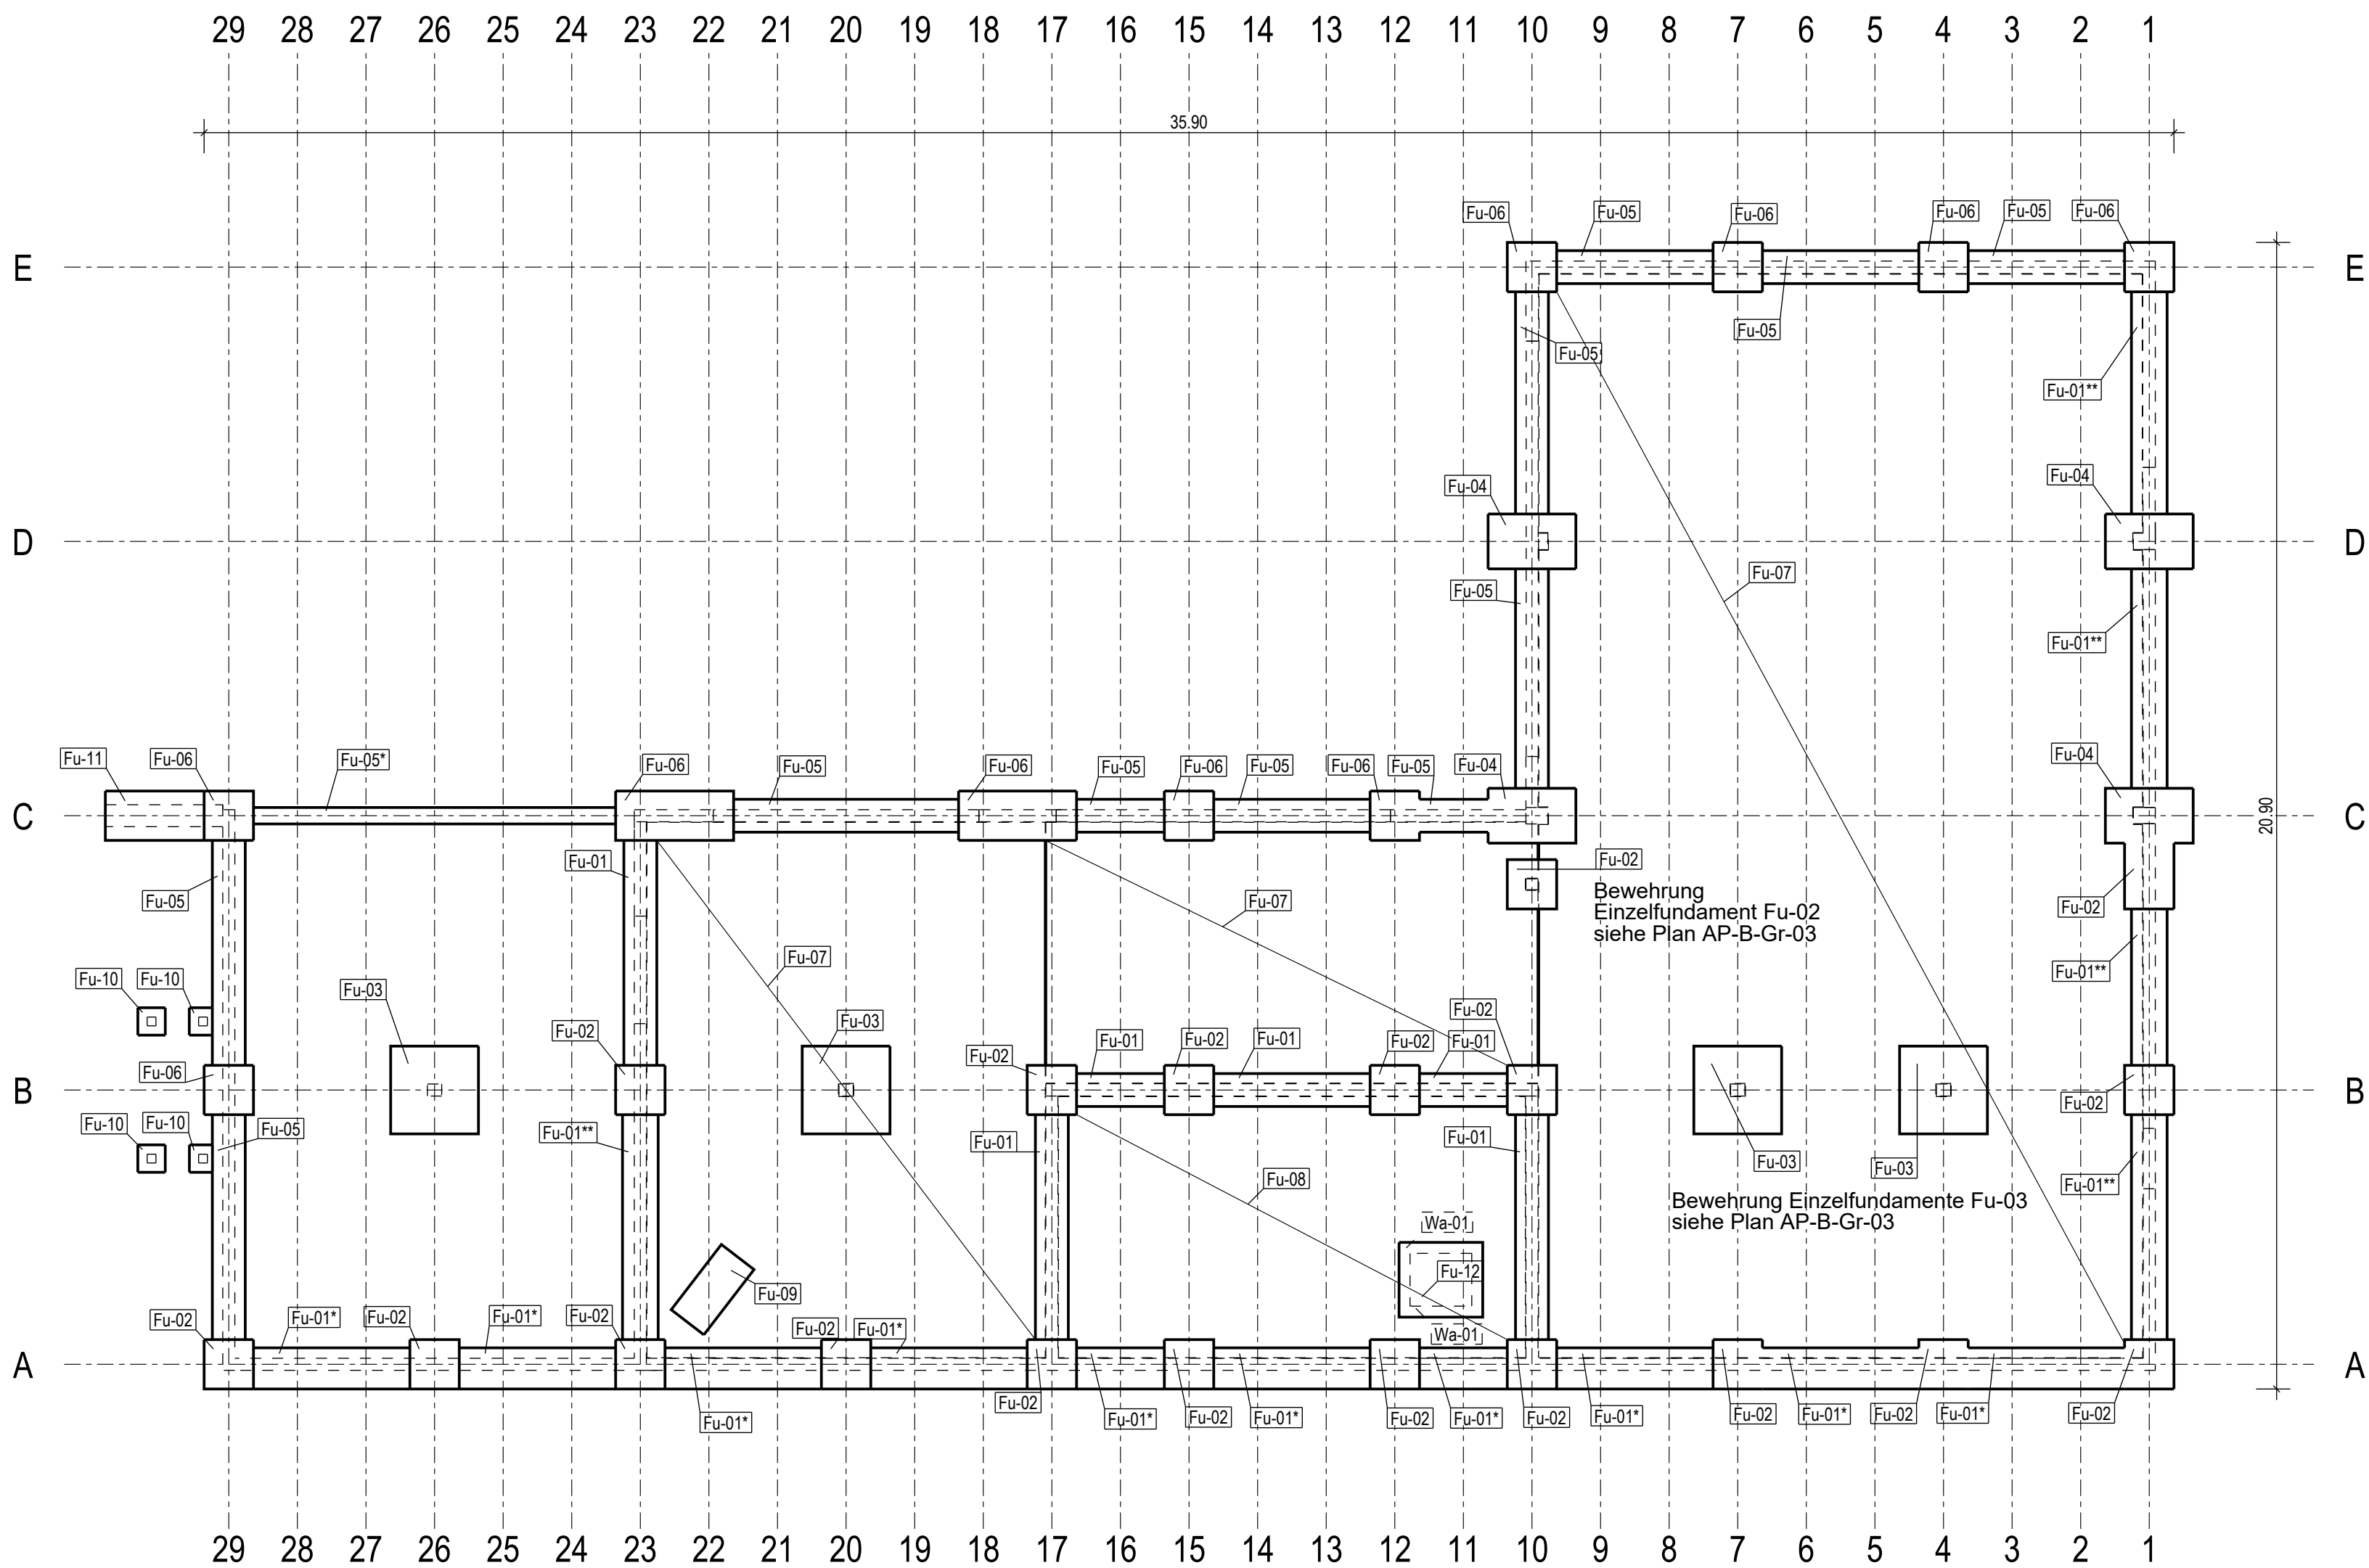 29 28 27 26 25 24 23 22 21 20 19 18 17 16 15 14 13 12 11 10 9 8 7 6 5 4 3 2 1
35.90
Fu-06 Fu-05 Fu-06 Fu-06 Fu-05 Fu-06
E E
Fu-05
Fu-05
Fu-01**
Fu-04 Fu-04
D D
Fu-07
Fu-05
Fu-01**
Fu-11 Fu-06 Fu-05* Fu-06 Fu-05 Fu-06 Fu-05 Fu-06 Fu-05 Fu-06 Fu-05 Fu-04 Fu-04
C C
20.90
Fu-01 Fu-02
Bewehrung
Einzelfundament Fu-02
siehe Plan AP-B-Gr-03
Fu-05 Fu-07 Fu-02
Fu-07
Fu-01**
Fu-10 Fu-10 Fu-03
Fu-02 Fu-03 Fu-02
Fu-02 Fu-01 Fu-02 Fu-01 Fu-02 Fu-01
Fu-06
B B
Fu-02
Fu-10 Fu-10 Fu-05 Fu-01** Fu-01 Fu-01
Fu-03 Fu-03
Fu-08 Fu-01**
Bewehrung Einzelfundamente Fu-03
siehe Plan AP-B-Gr-03
Wa-01
Fu-12
Fu-09
Wa-01
Fu-02 Fu-01* Fu-02 Fu-01* Fu-02 Fu-02 Fu-01*
A A
Fu-01* Fu-02 Fu-01* Fu-02 Fu-01* Fu-02 Fu-01* Fu-02 Fu-01* Fu-02 Fu-01* Fu-02 Fu-01* Fu-02
29 28 27 26 25 24 23 22 21 20 19 18 17 16 15 14 13 12 11 10 9 8 7 6 5 4 3 2 1